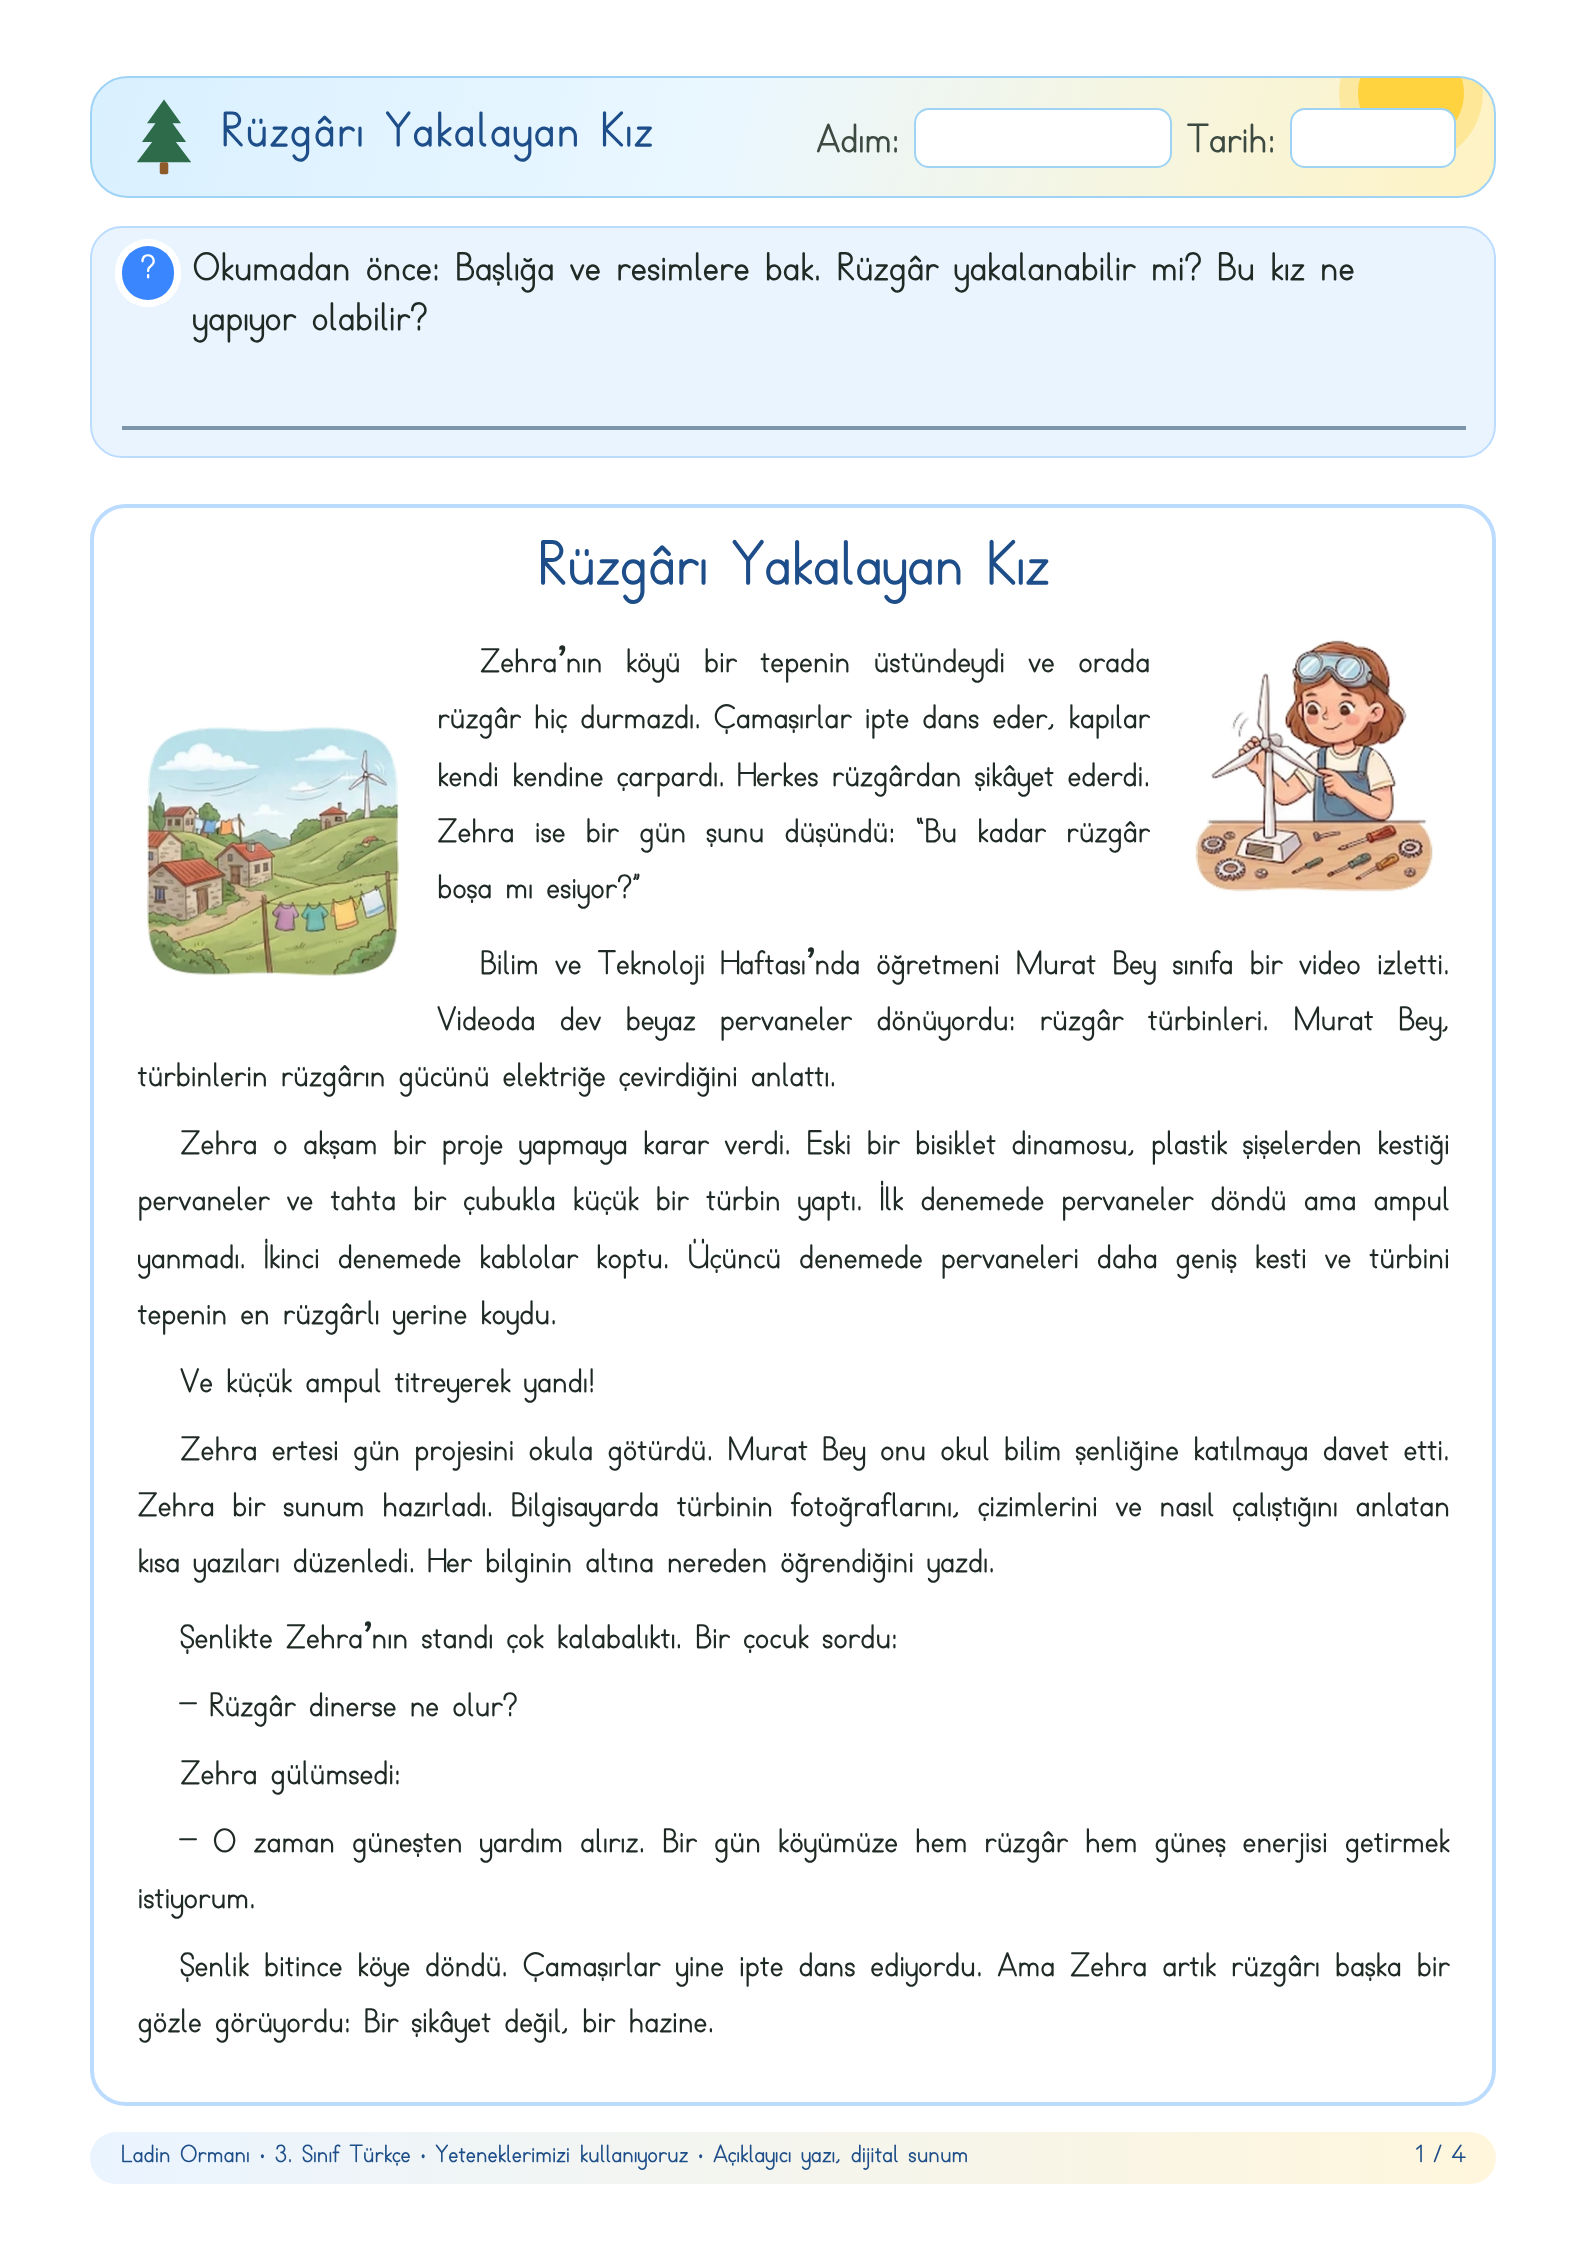 Rüzgârı Yakalayan Kız
Adım:
Tarih:
?
Okumadan önce: Başlığa ve resimlere bak. Rüzgâr yakalanabilir mi? Bu kız ne
yapıyor olabilir?
Rüzgârı Yakalayan Kız
Zehra’nın köyü bir tepenin üstündeydi ve orada
rüzgâr hiç durmazdı. Çamaşırlar ipte dans eder, kapılar
kendi kendine çarpardı. Herkes rüzgârdan şikâyet ederdi.
Zehra ise bir gün şunu düşündü: “Bu kadar rüzgâr
boşa mı esiyor?”
Bilim ve Teknoloji Haftası’nda öğretmeni Murat Bey sınıfa bir video izletti.
Videoda dev beyaz pervaneler dönüyordu: rüzgâr türbinleri. Murat Bey,
türbinlerin rüzgârın gücünü elektriğe çevirdiğini anlattı.
Zehra o akşam bir proje yapmaya karar verdi. Eski bir bisiklet dinamosu, plastik şişelerden kestiği
pervaneler ve tahta bir çubukla küçük bir türbin yaptı. İlk denemede pervaneler döndü ama ampul
yanmadı. İkinci denemede kablolar koptu. Üçüncü denemede pervaneleri daha geniş kesti ve türbini
tepenin en rüzgârlı yerine koydu.
Ve küçük ampul titreyerek yandı!
Zehra ertesi gün projesini okula götürdü. Murat Bey onu okul bilim şenliğine katılmaya davet etti.
Zehra bir sunum hazırladı. Bilgisayarda türbinin fotoğraflarını, çizimlerini ve nasıl çalıştığını anlatan
kısa yazıları düzenledi. Her bilginin altına nereden öğrendiğini yazdı.
Şenlikte Zehra’nın standı çok kalabalıktı. Bir çocuk sordu:
– Rüzgâr dinerse ne olur?
Zehra gülümsedi:
– O zaman güneşten yardım alırız. Bir gün köyümüze hem rüzgâr hem güneş enerjisi getirmek
istiyorum.
Şenlik bitince köye döndü. Çamaşırlar yine ipte dans ediyordu. Ama Zehra artık rüzgârı başka bir
gözle görüyordu: Bir şikâyet değil, bir hazine.
Ladin Ormanı • 3. Sınıf Türkçe • Yeteneklerimizi kullanıyoruz • Açıklayıcı yazı, dijital sunum
1 / 4